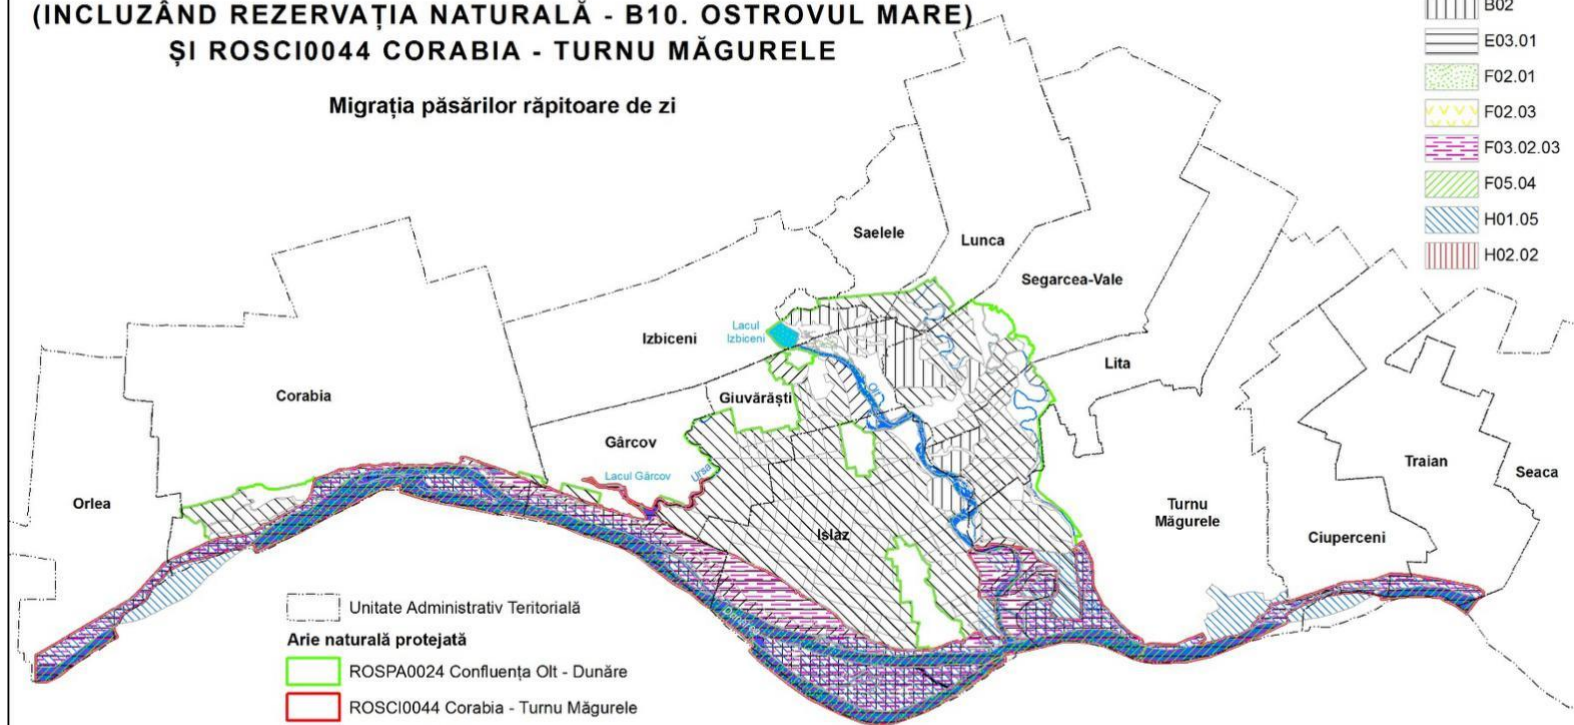 (INCLUZÂND REZERVAȚIA NATURALĂ - B10. OSTROVUL MARE)
ȘI ROSCI0044 CORABIA - TURNU MĂGURELE
Migrația păsărilor răpitoare de zi
B02
E03.01
F02.01
F02.03
F03.02.03
F05.04
H01.05
H02.02
Saelele
Lunca
Segarcea-Vale
Izbiceni
Lacul
Izbiceni
Lita
Corabia
Giuvărăști
Olt
Gârcov
Lacul Gârcov
Ursa
Traian
Seaca
Orlea
Turnu
Măgurele
Islaz
Ciuperceni
Unitate Administrativ Teritorială
Arie naturală protejată
ROSPA0024 Confluența Olt - Dunăre
ROSCI0044 Corabia - Turnu Măgurele